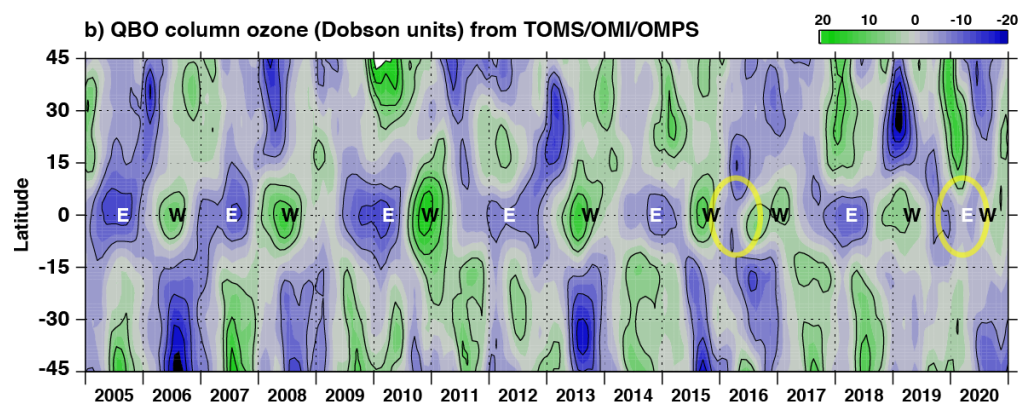 b) QBO column ozone (Dobson units) from TOMS/OMI/OMPS
20 10 0 -10 -20
Latitude
45
30
15
0
-15
-30
-45
E W E W E W E W E W W E W E W
2005 2006 2007 2008 2009 2010 2011 2012 2013 2014 2015 2016 2017 2018 2019 2020